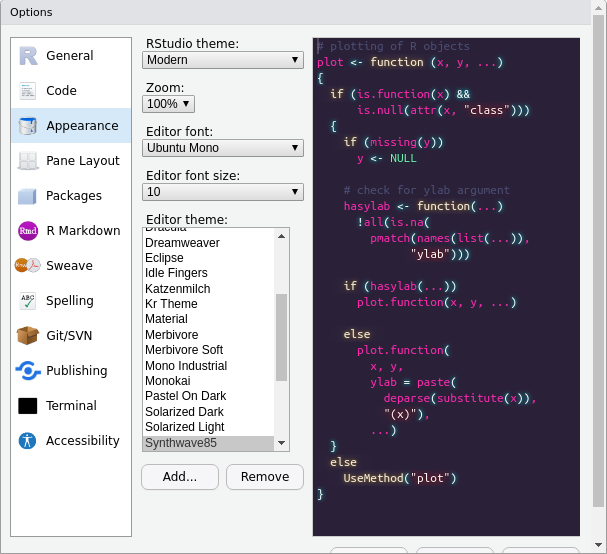 Options
General
Code
Appearance
Pane Layout
Packages
Rmd R Markdown
Sweave
ABC Spelling
Git/SVN
Publishing
Terminal
Accessibility
RStudio theme:
Modern
Zoom:
100%
Editor font:
Ubuntu Mono
Editor font size:
10
Editor theme:
Dracula
Dreamweaver
Eclipse
Idle Fingers
Katzenmilch
Kr Theme
Material
Merbivore
Merbivore Soft
Mono Industrial
Monokai
Pastel On Dark
Solarized Dark
Solarized Light
Synthwave85
Add...
Remove
# plotting of R objects
plot <- function (x, y, ...)
{
  if (is.function(x) &&
      is.null(attr(x, "class")))
  {
    if (missing(y))
      y <- NULL
    # check for ylab argument
    hasylab <- function(...)
      !all(is.na(
        pmatch(names(list(...)),
              "ylab")))
    if (hasylab(...))
      plot.function(x, y, ...)
    else
      plot.function(
        x, y,
        ylab = paste(
          deparse(substitute(x)),
          "(x)"),
        ...)
  }
  else
    UseMethod("plot")
}